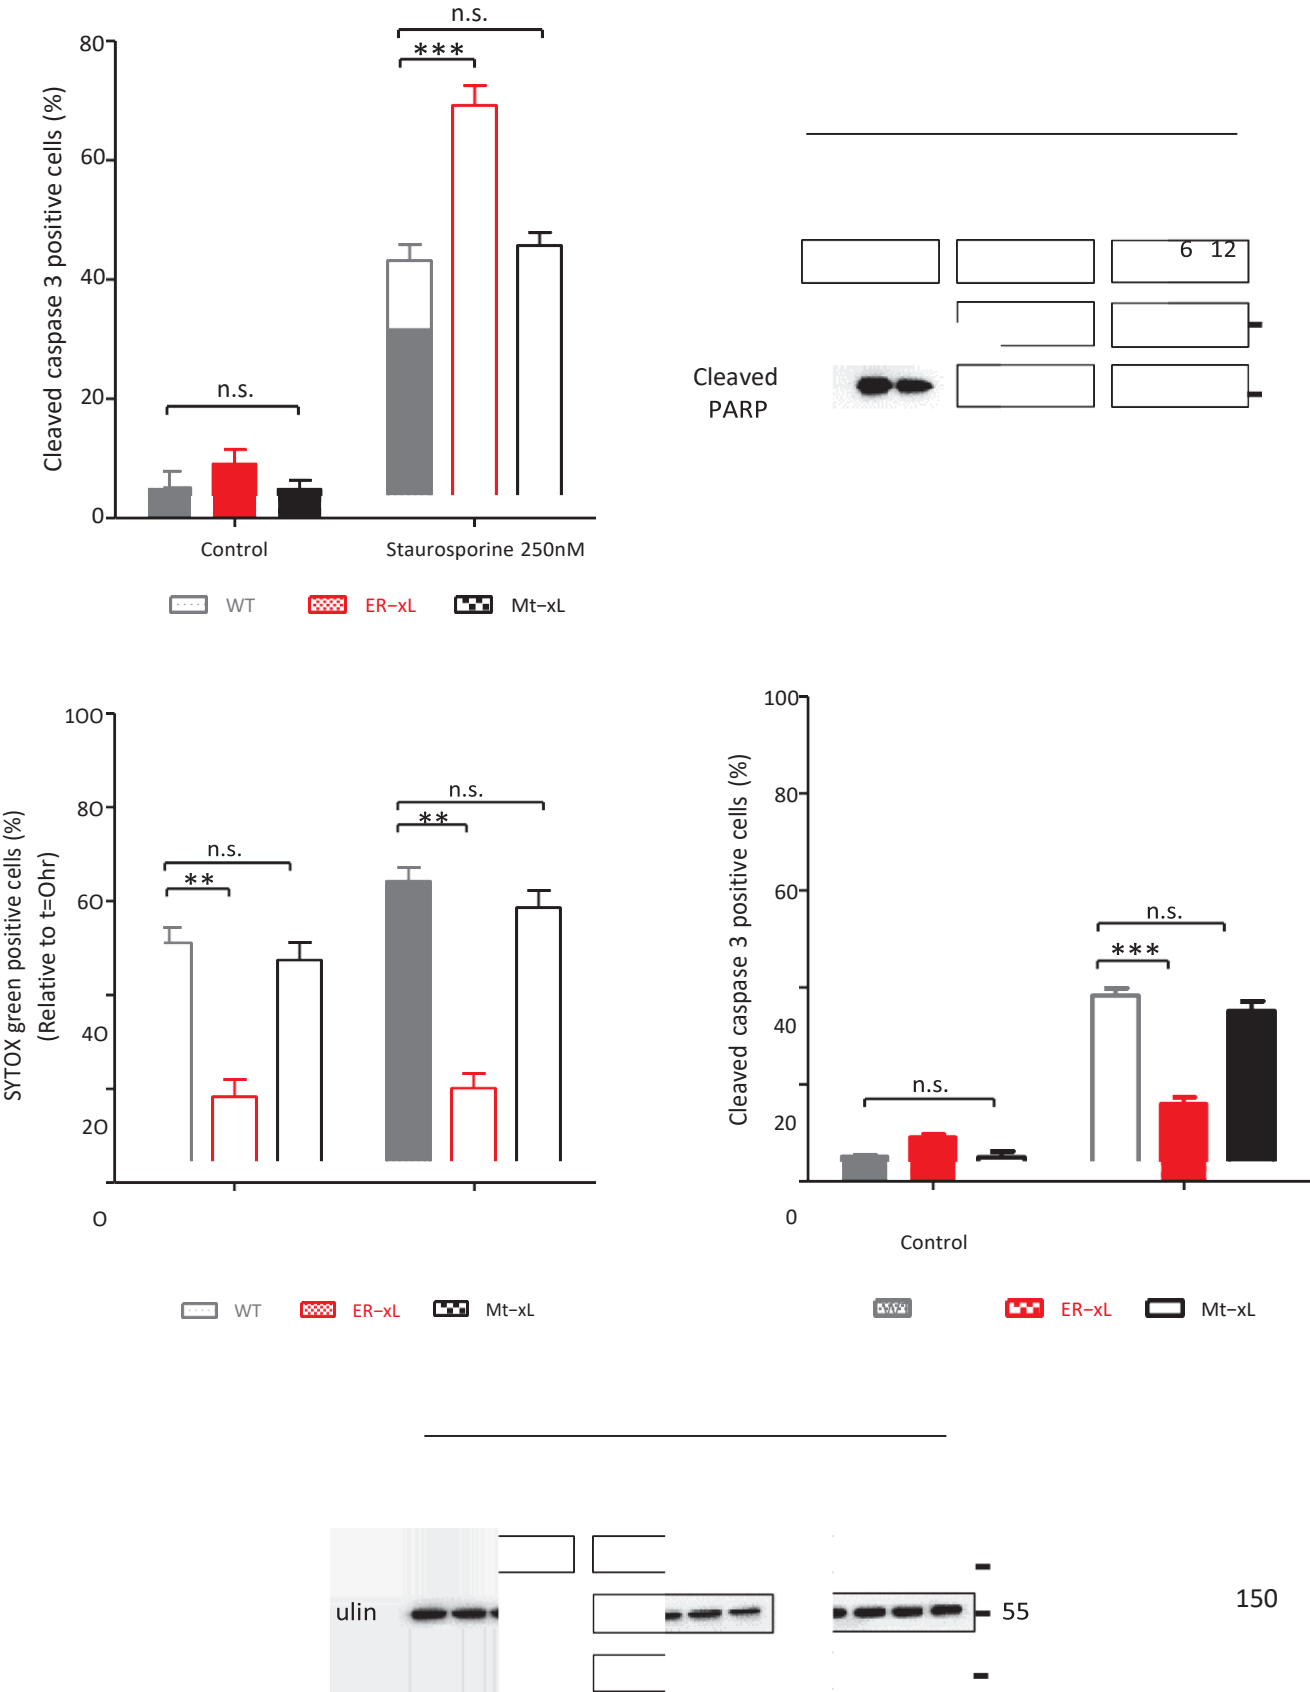 n.s.
***
80
60
40
20
0
Cleaved caspase 3 positive cells (%)
n.s.
Control
Staurosporine 250nM
WT
ER–xL
Mt–xL
6 12
Cleaved
PARP
100
80
60
40
20
O
SYTOX green positive cells (%)
(Relative to t=Ohr)
n.s.
**
n.s.
**
WT
ER–xL
Mt–xL
100
80
60
40
20
0
Cleaved caspase 3 positive cells (%)
n.s.
n.s.
***
Control
ER–xL
Mt–xL
ulin
55
150